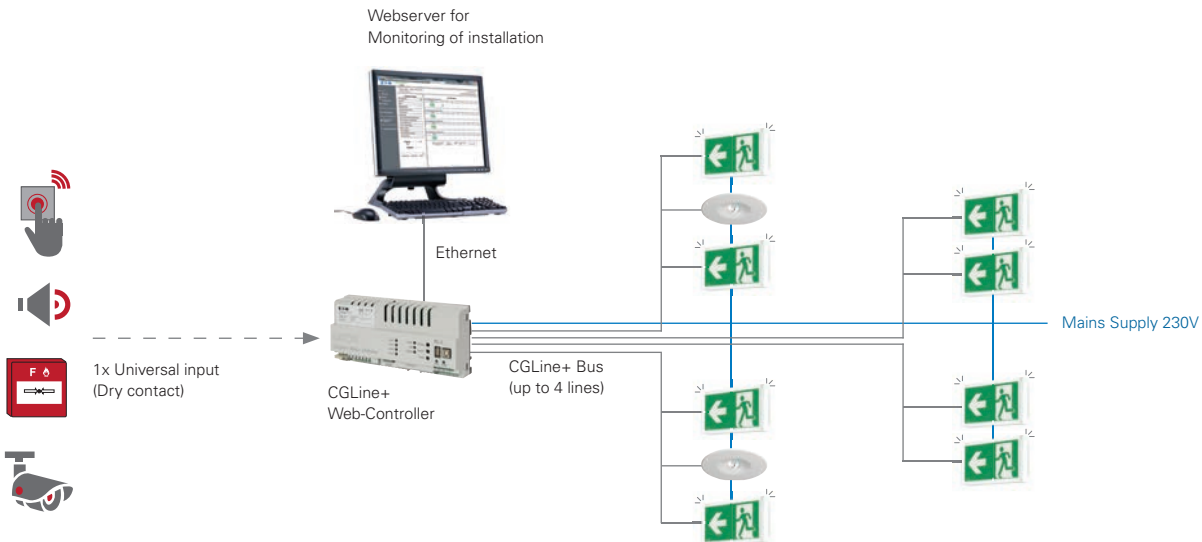 Webserver for
Monitoring of installation
Ethernet
F
1x Universal input
(Dry contact)
CGLine+
Web-Controller
CGLine+ Bus
(up to 4 lines)
Mains Supply 230V